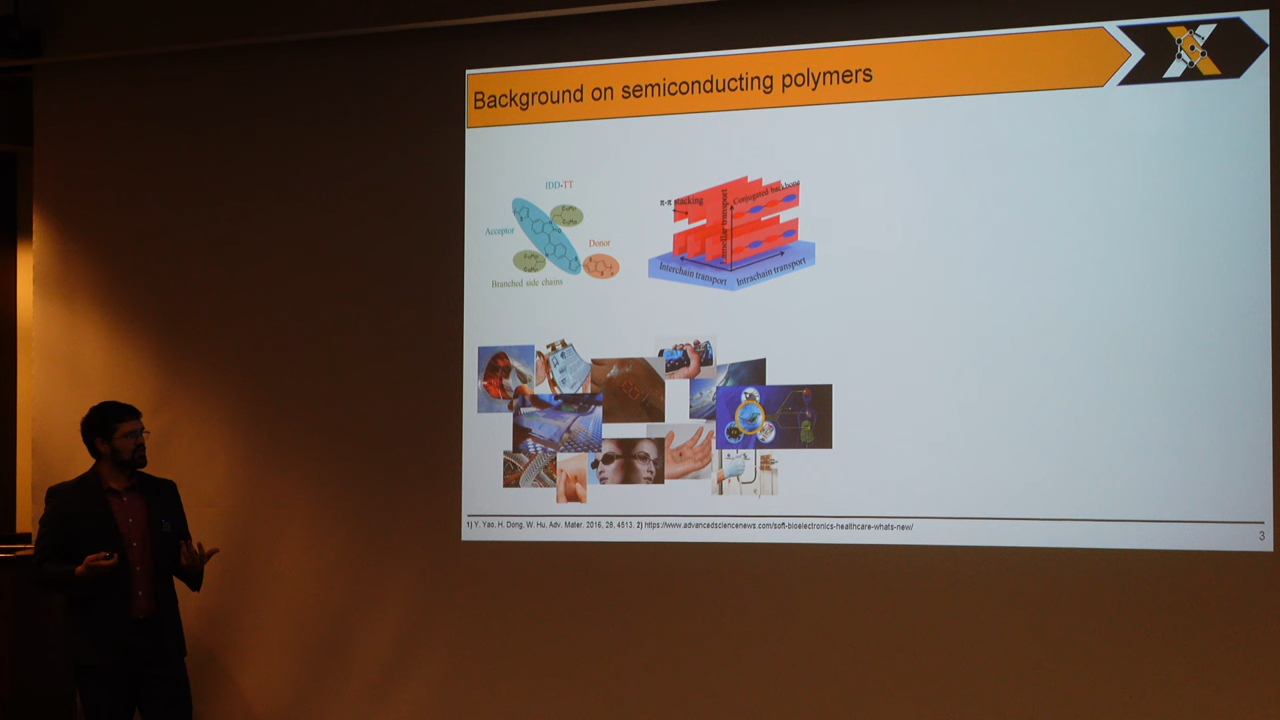 Background on semiconducting polymers
IDD-TT
Acceptor
Donor
Branched side chains
π-π stacking
Lamellar transport
Conjugated backbone
Interchain transport
Intrachain transport
1) Y. Yao, H. Dong, W. Hu, Adv. Mater. 2016, 28, 4513. 2) https://www.advancedsciencenews.com/soft-bioelectronics-healthcare-whats-new/
3